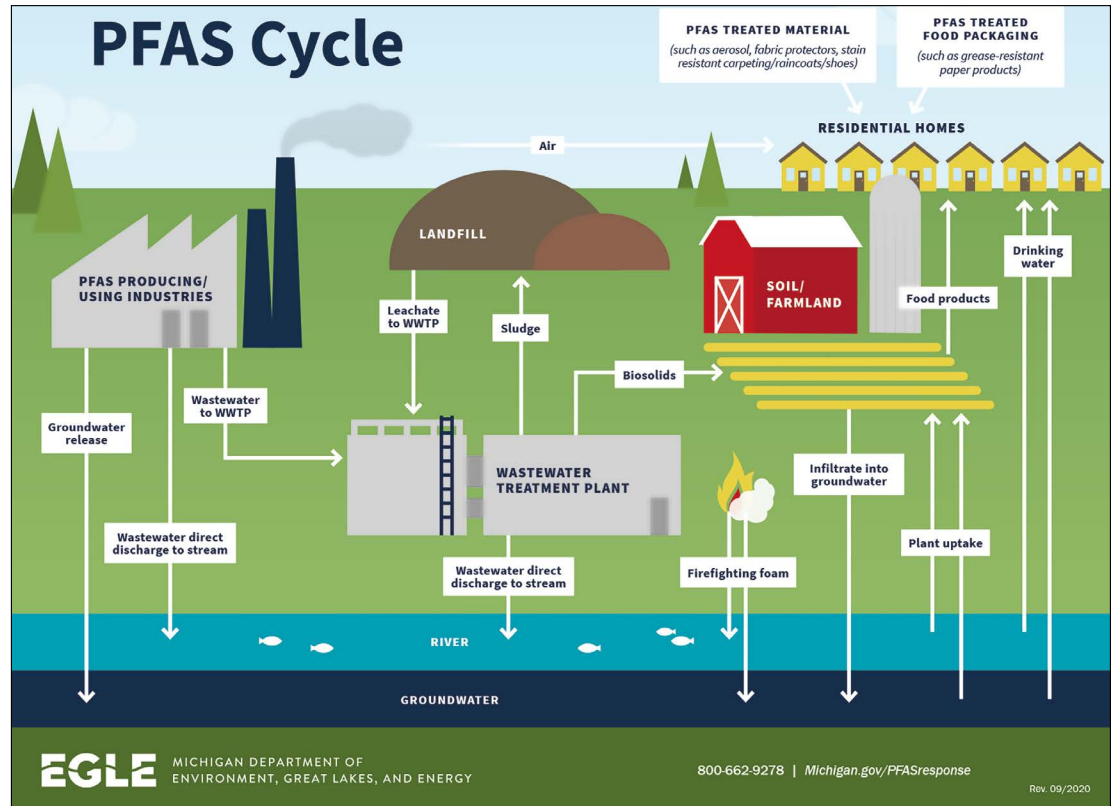 PFAS Cycle
PFAS TREATED MATERIAL
(such as aerosol, fabric protectors, stain
resistant carpeting/raincoats/shoes)
PFAS TREATED
FOOD PACKAGING
(such as grease-resistant
paper products)
RESIDENTIAL HOMES
Air
LANDFILL
PFAS PRODUCING/
USING INDUSTRIES
SOIL/
FARMLAND
Drinking
water
Food products
Leachate
to WWTP
Sludge
Biosolids
Wastewater
to WWTP
Groundwater
release
WASTEWATER
TREATMENT PLANT
Infiltrate into
groundwater
Wastewater direct
discharge to stream
Wastewater direct
discharge to stream
Firefighting foam
Plant uptake
RIVER
GROUNDWATER
EGLE
MICHIGAN DEPARTMENT OF
ENVIRONMENT, GREAT LAKES, AND ENERGY
800-662-9278 | Michigan.gov/PFASresponse
Rev. 09/2020